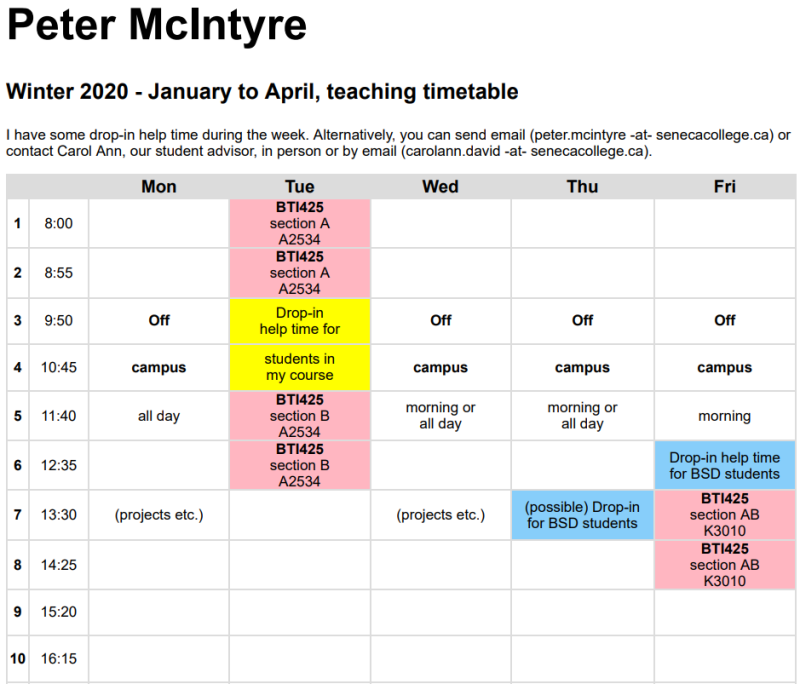 Peter McIntyre
Winter 2020 - January to April, teaching timetable
I have some drop-in help time during the week. Alternatively, you can send email (peter.mcintyre -at- senecacollege.ca) or
contact Carol Ann, our student advisor, in person or by email (carolann.david -at- senecacollege.ca).
Mon Tue Wed Thu Fri
1 8:00 BTI425
section A
A2534
2 8:55 BTI425
section A
A2534
3 9:50 Off Drop-in
help time for Off Off Off
4 10:45 campus students in
my course campus campus campus
5 11:40 all day BTI425
section B
A2534 morning or
all day morning or
all day morning
6 12:35 BTI425
section B
A2534 Drop-in help time
for BSD students
7 13:30 (projects etc.) (projects etc.) (possible) Drop-in
for BSD students BTI425
section AB
K3010
8 14:25 BTI425
section AB
K3010
9 15:20
10 16:15